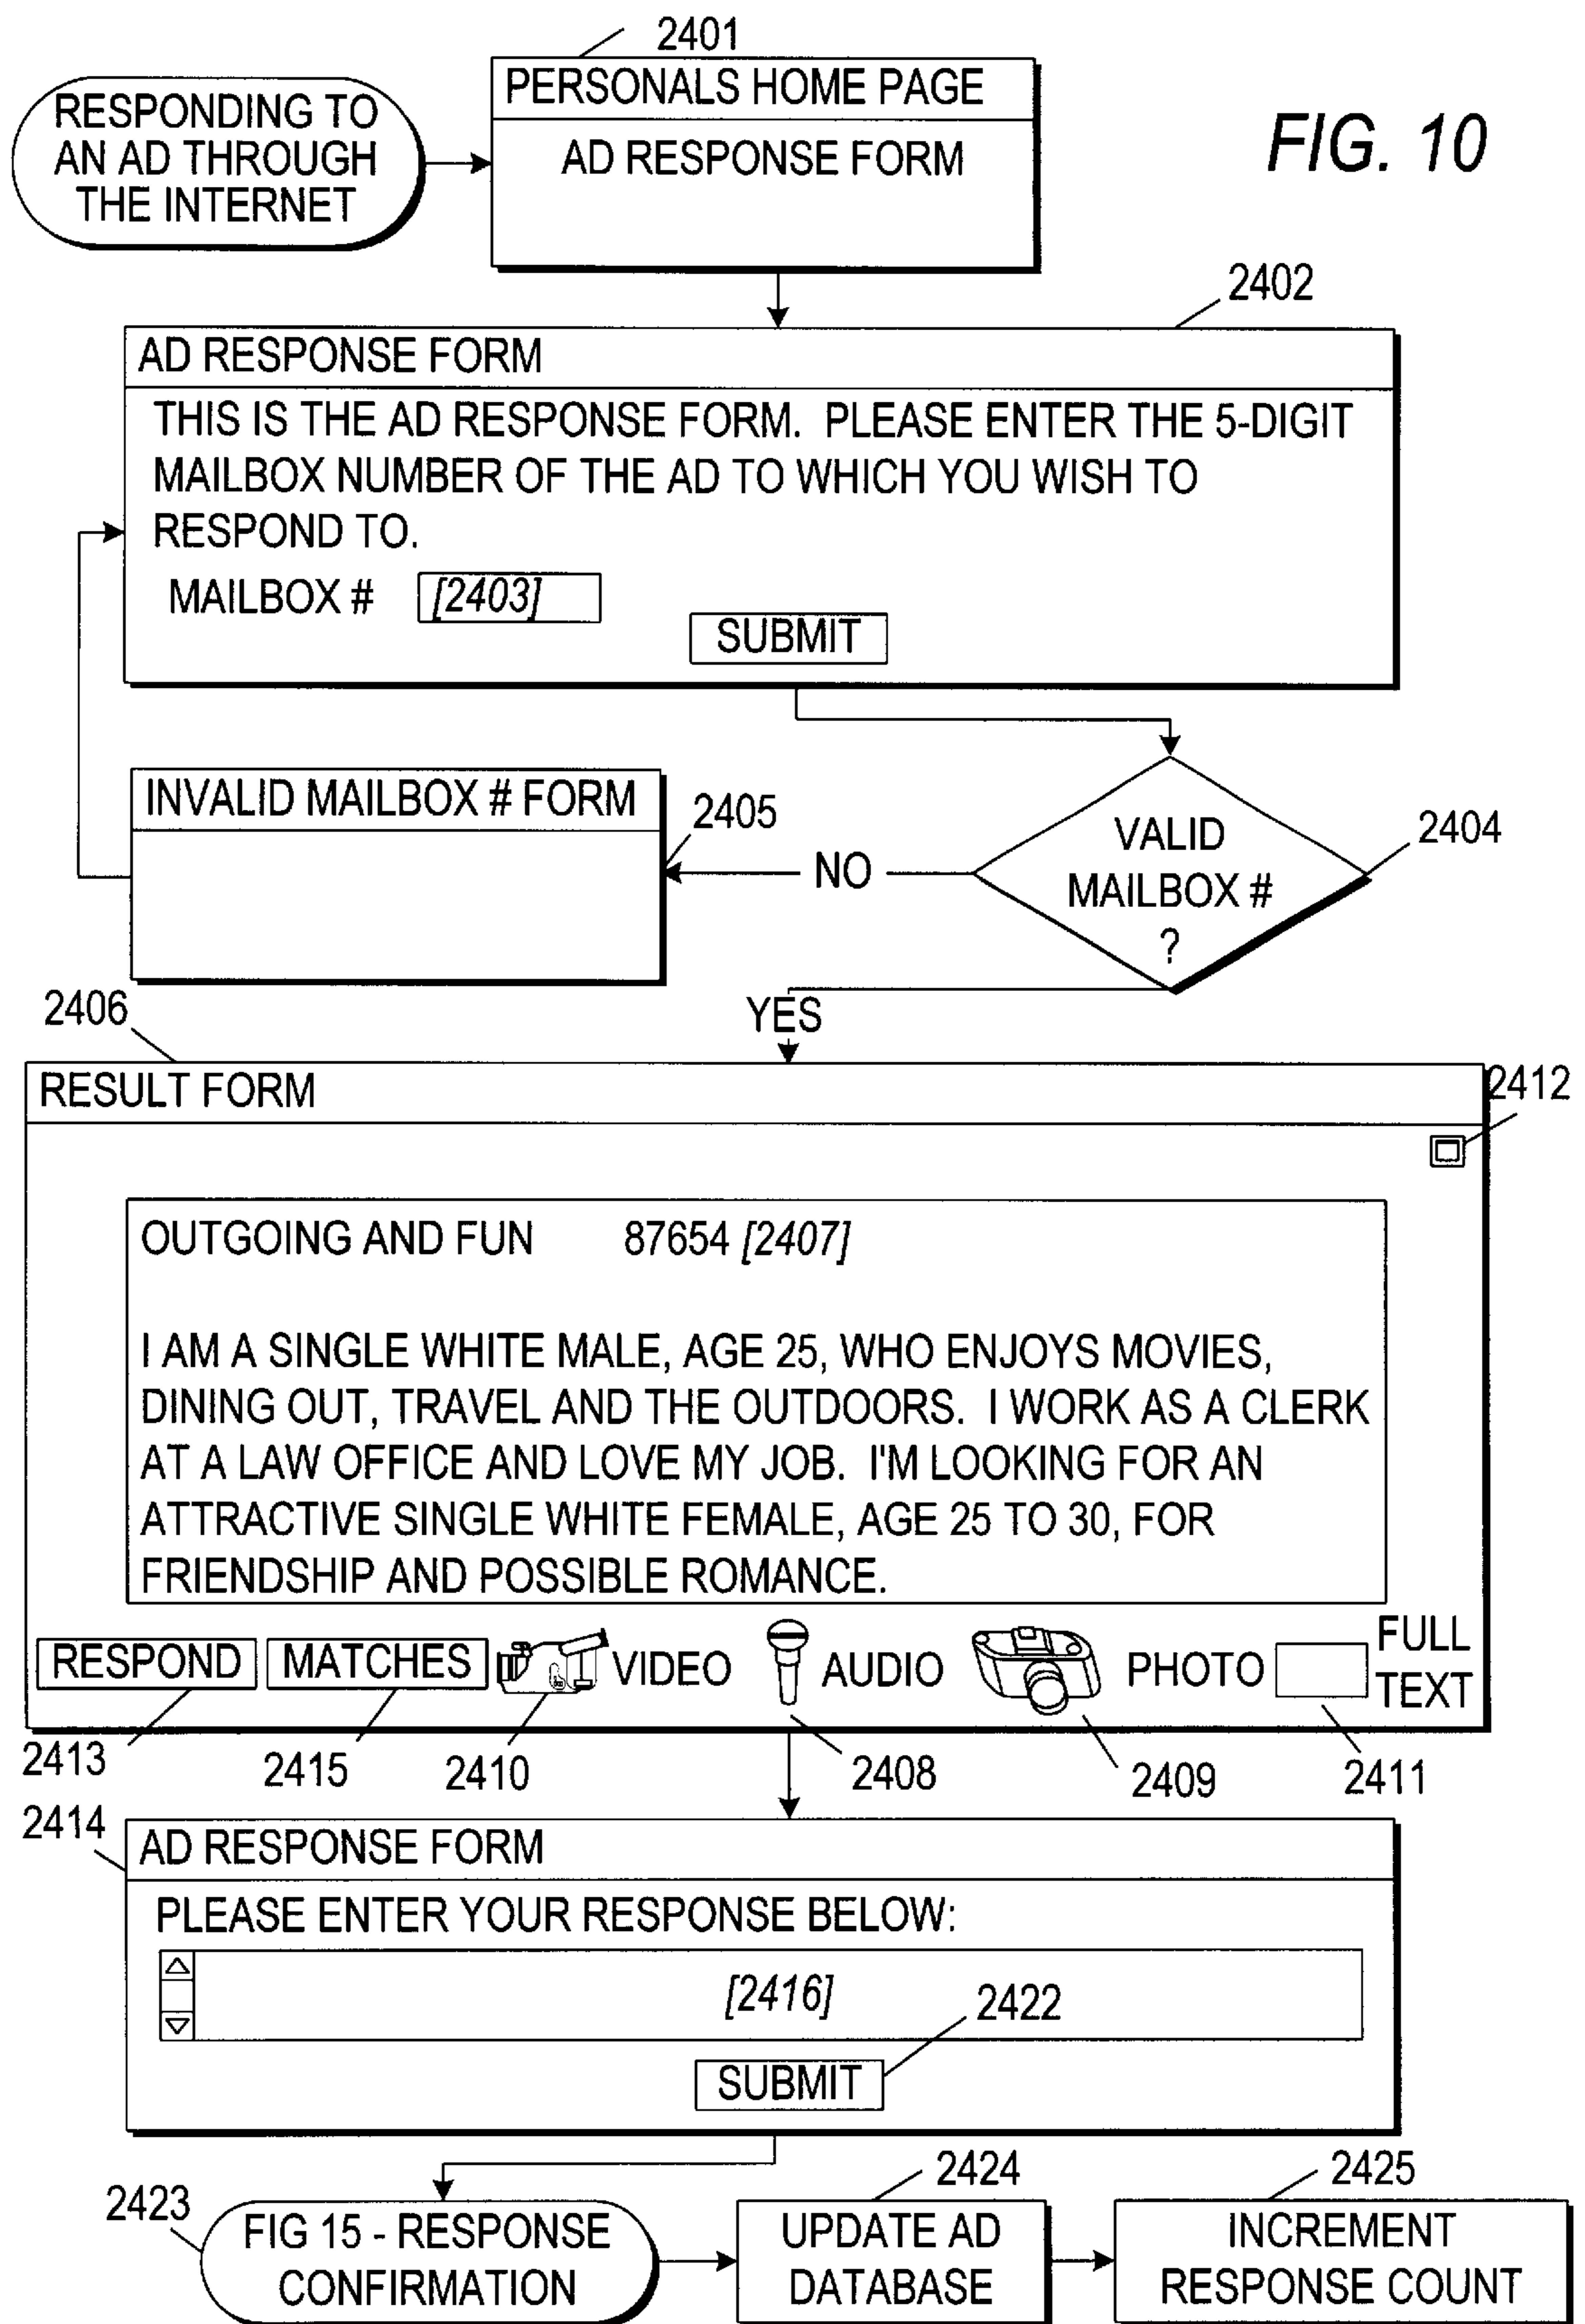 2401
PERSONALS HOME PAGE
AD RESPONSE FORM
RESPONDING TO
AN AD THROUGH
THE INTERNET
FIG. 10
2402
AD RESPONSE FORM
THIS IS THE AD RESPONSE FORM. PLEASE ENTER THE 5-DIGIT
MAILBOX NUMBER OF THE AD TO WHICH YOU WISH TO
RESPOND TO.
MAILBOX # [2403]
SUBMIT
INVALID MAILBOX # FORM
2405
NO
VALID
MAILBOX #
?
2404
YES
2406
RESULT FORM
2412
OUTGOING AND FUN 87654 [2407]
I AM A SINGLE WHITE MALE, AGE 25, WHO ENJOYS MOVIES,
DINING OUT, TRAVEL AND THE OUTDOORS. I WORK AS A CLERK
AT A LAW OFFICE AND LOVE MY JOB. I'M LOOKING FOR AN
ATTRACTIVE SINGLE WHITE FEMALE, AGE 25 TO 30, FOR
FRIENDSHIP AND POSSIBLE ROMANCE.
RESPOND MATCHES VIDEO AUDIO PHOTO FULL
TEXT
2413 2415 2410 2408 2409 2411
2414
AD RESPONSE FORM
PLEASE ENTER YOUR RESPONSE BELOW:
[2416]
2422
SUBMIT
2423
FIG 15 - RESPONSE
CONFIRMATION
2424
UPDATE AD
DATABASE
2425
INCREMENT
RESPONSE COUNT